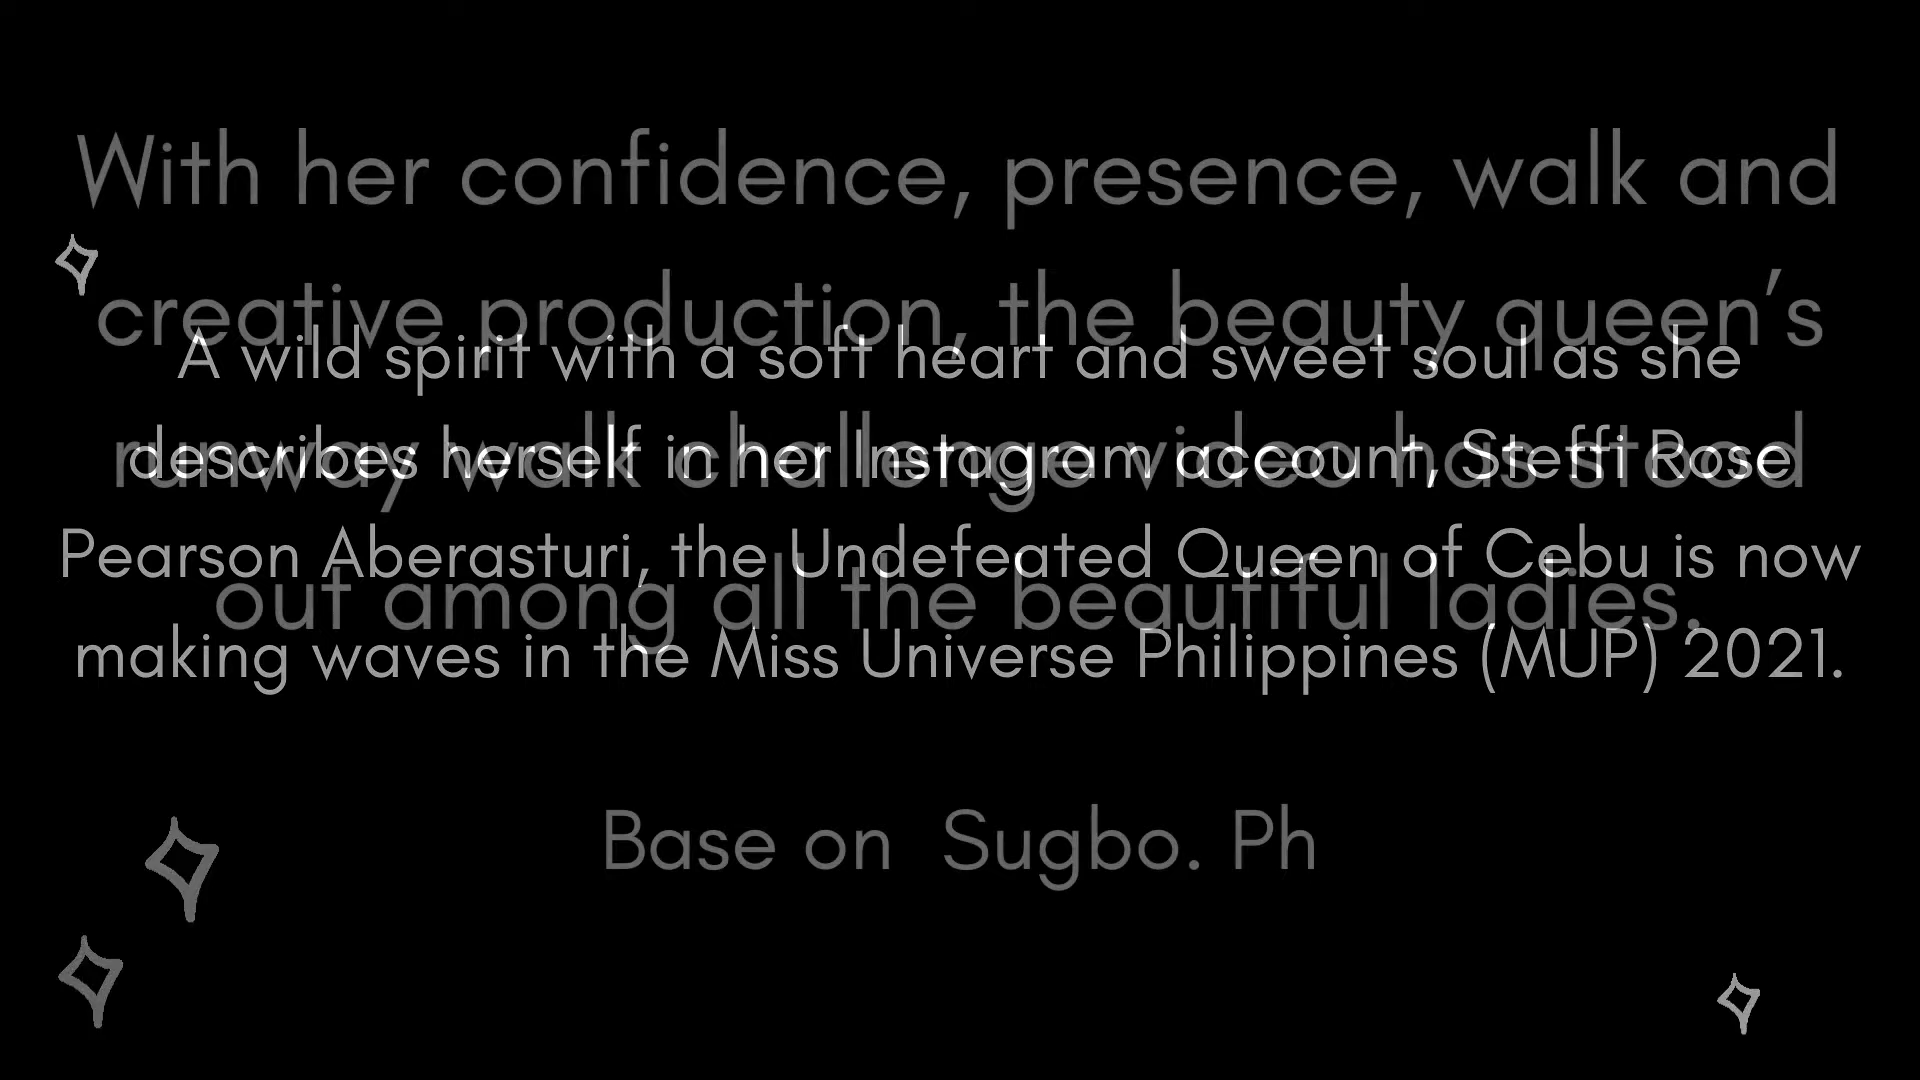 With her confidence, presence, walk and
creative production, the beauty queen’s
runway walk challenge video has stood
out among all the beautiful ladies.
Base on Sugbo. Ph
A wild spirit with a soft heart and sweet soul as she
describes herself in her Instagram account, Steffi Rose
Pearson Aberasturi, the Undefeated Queen of Cebu is now
making waves in the Miss Universe Philippines (MUP) 2021.